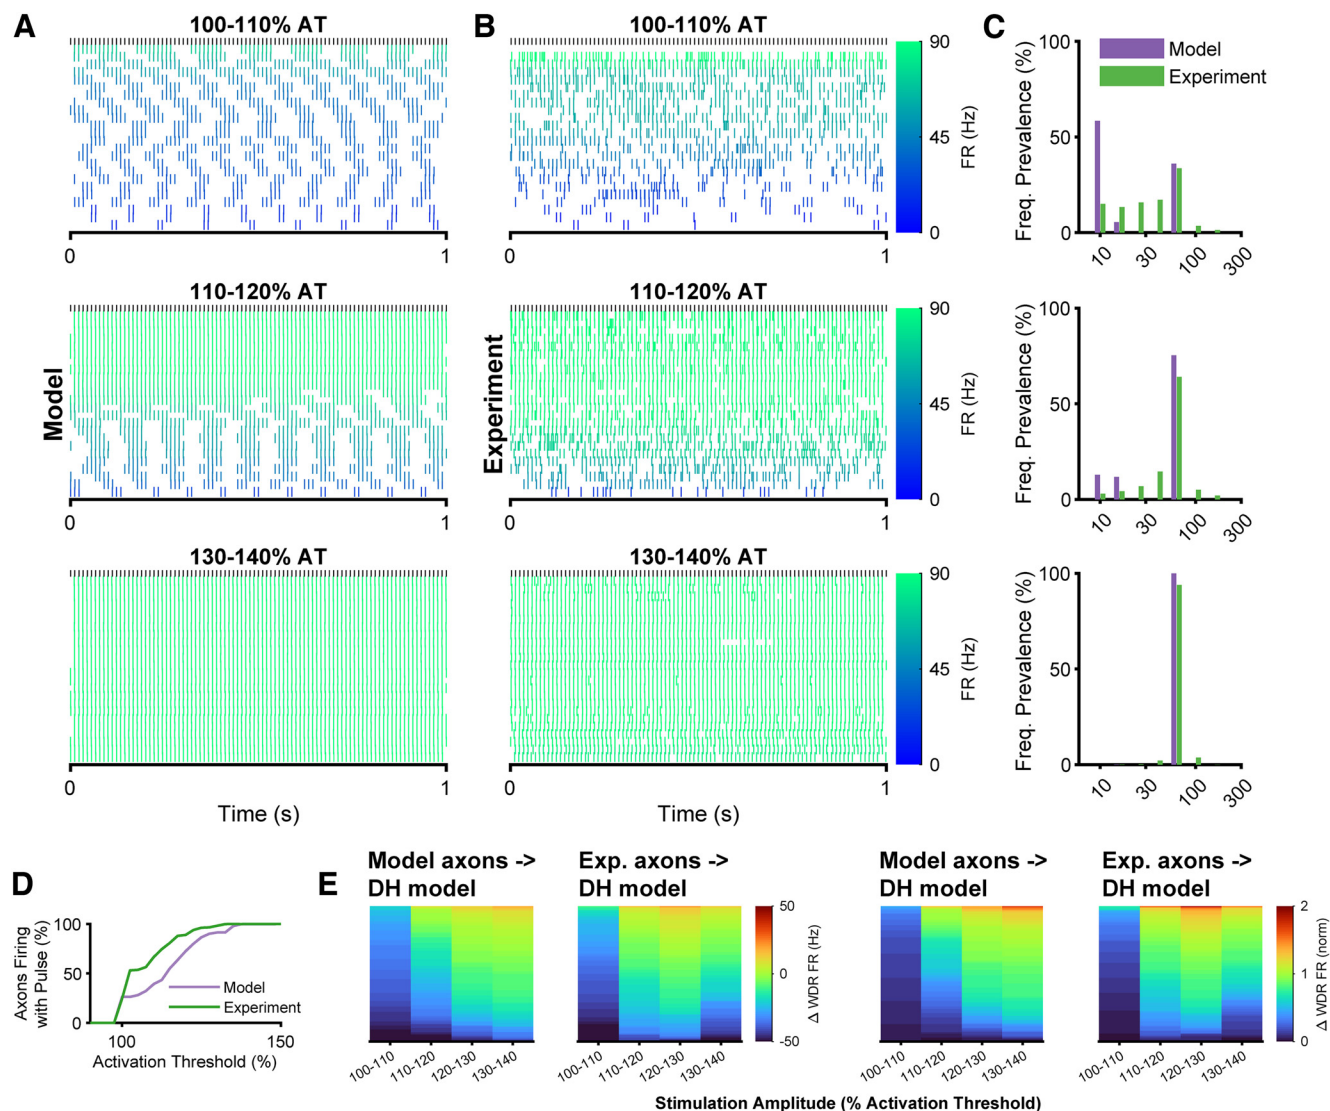 A
100-110% AT
0
1
B
100-110% AT
0
1
90
45
0
FR (Hz)
C
Model
Experiment
100
50
0
Freq. Prevalence (%)
10
30
100
300
Model
110-120% AT
0
1
Experiment
110-120% AT
0
1
90
45
0
FR (Hz)
100
50
0
Freq. Prevalence (%)
10
30
100
300
130-140% AT
0
1
Time (s)
130-140% AT
0
1
Time (s)
90
45
0
FR (Hz)
100
50
0
Freq. Prevalence (%)
10
30
100
300
D
Axons Firing
with Pulse (%)
100
50
0
Model
Experiment
100
150
Activation Threshold (%)
E
Model axons ->
DH model
100-110
110-120
120-130
130-140
Exp. axons ->
DH model
100-110
110-120
120-130
130-140
50
0
-50
Δ WDR FR (Hz)
Model axons ->
DH model
100-110
110-120
120-130
130-140
Exp. axons ->
DH model
100-110
110-120
120-130
130-140
2
1
0
Δ WDR FR (norm)
Stimulation Amplitude (% Activation Threshold)